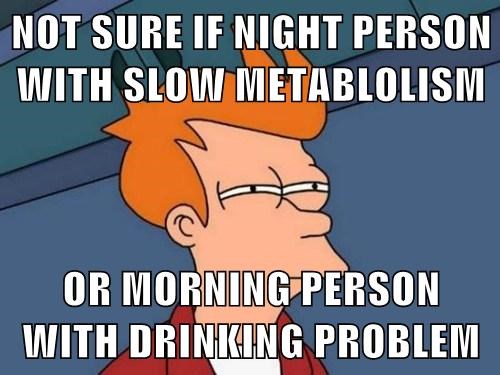 NOT SURE IF NIGHT PERSON
WITH SLOW METABLOLISM
OR MORNING PERSON
WITH DRINKING PROBLEM